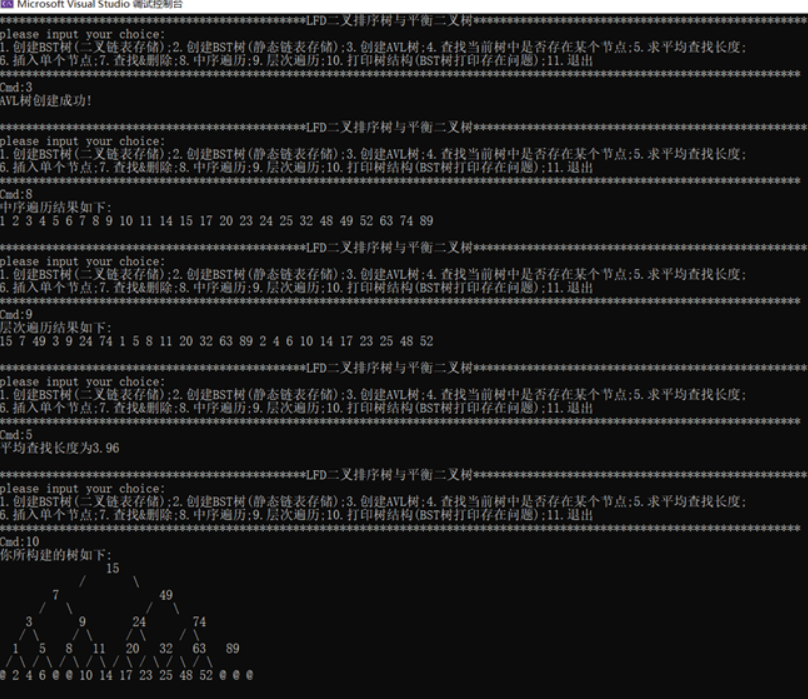 Microsoft Visual Studio 调试控制台
******************************************LFD二叉排序树与平衡二叉树******************************************
please input your choice:
1.创建BST树(二叉链表存储);2.创建BST树(静态链表存储);3.创建AVL树;4.查找当前树中是否存在某个节点;5.求平均查找长度;
6.插入单个节点;7.查找&删除;8.中序遍历;9.层次遍历;10.打印树结构(BST树打印存在问题);11.退出
****************************************************************************************************
Cmd:3
AVL树创建成功!
******************************************LFD二叉排序树与平衡二叉树******************************************
please input your choice:
1.创建BST树(二叉链表存储);2.创建BST树(静态链表存储);3.创建AVL树;4.查找当前树中是否存在某个节点;5.求平均查找长度;
6.插入单个节点;7.查找&删除;8.中序遍历;9.层次遍历;10.打印树结构(BST树打印存在问题);11.退出
****************************************************************************************************
Cmd:8
中序遍历结果如下:
1 2 3 4 5 6 7 8 9 10 11 14 15 17 20 23 24 25 32 48 49 52 63 74 89
******************************************LFD二叉排序树与平衡二叉树******************************************
please input your choice:
1.创建BST树(二叉链表存储);2.创建BST树(静态链表存储);3.创建AVL树;4.查找当前树中是否存在某个节点;5.求平均查找长度;
6.插入单个节点;7.查找&删除;8.中序遍历;9.层次遍历;10.打印树结构(BST树打印存在问题);11.退出
****************************************************************************************************
Cmd:9
层次遍历结果如下:
15 7 49 3 9 24 74 1 5 8 11 20 32 63 89 2 4 6 10 14 17 23 25 48 52
******************************************LFD二叉排序树与平衡二叉树******************************************
please input your choice:
1.创建BST树(二叉链表存储);2.创建BST树(静态链表存储);3.创建AVL树;4.查找当前树中是否存在某个节点;5.求平均查找长度;
6.插入单个节点;7.查找&删除;8.中序遍历;9.层次遍历;10.打印树结构(BST树打印存在问题);11.退出
****************************************************************************************************
Cmd:5
平均查找长度为3.96
******************************************LFD二叉排序树与平衡二叉树******************************************
please input your choice:
1.创建BST树(二叉链表存储);2.创建BST树(静态链表存储);3.创建AVL树;4.查找当前树中是否存在某个节点;5.求平均查找长度;
6.插入单个节点;7.查找&删除;8.中序遍历;9.层次遍历;10.打印树结构(BST树打印存在问题);11.退出
****************************************************************************************************
Cmd:10
你所构建的树如下:
15
/ \
7 49
/ \ / \
3 9 24 74
/ \ / \ / \ / \
1 5 8 11 20 32 63 89
/ \ / \ / \ / \ / \ / \ / \ / \
@ 2 4 6 @ @ 10 14 17 23 25 48 52 @ @ @